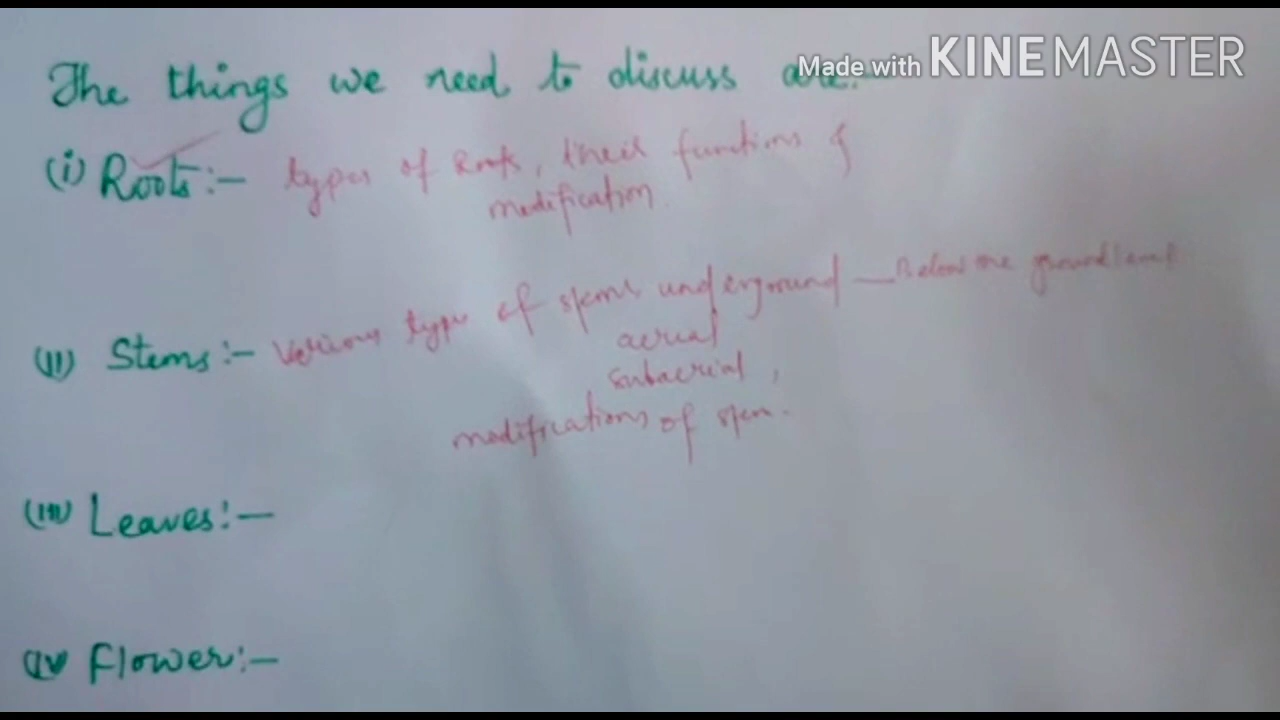 Made with KINEMASTER
The things we need to discuss are:
(i) Roots:- types of Roots, their functions &
modification.
(ii) Stems:- Various type of stems underground — Below the ground level
aerial
subaerial,
modifications of stem.
(iii) Leaves:-
(iv) Flower:-